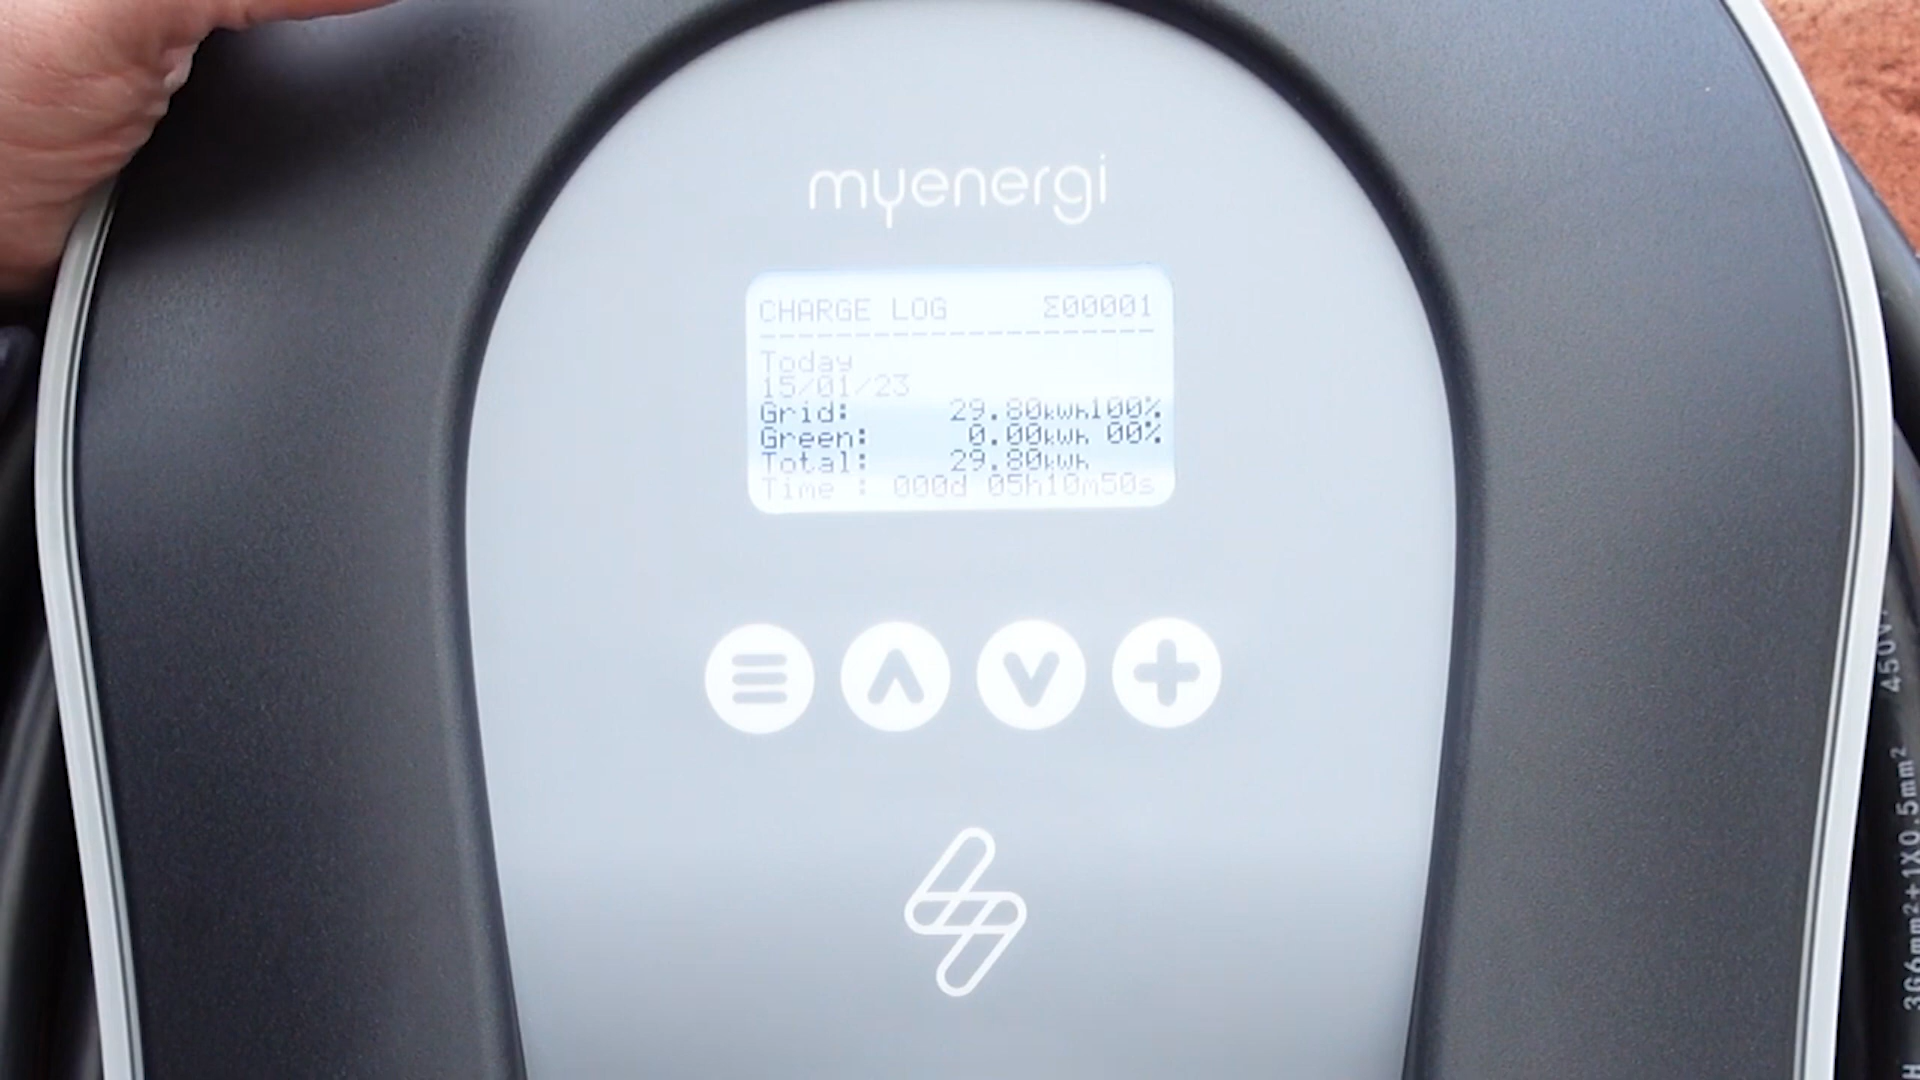 myenergi
CHARGE LOG Σ00001
Today
15/01/23
Grid: 29.80kWh100%
Green: 0.00kWh 00%
Total: 29.80kWh
Time : 000d 05h10m50s
450V
3G6mm²+1X0.5mm²
H